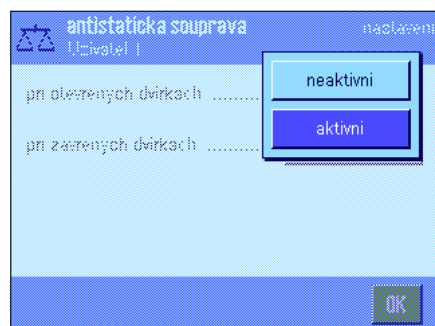 antistaticka souprava
nastaveni
Uzivatel 1
pri otevrenych dvirkach ..........
pri zavrenych dvirkach ..........
neaktivni
aktivni
OK